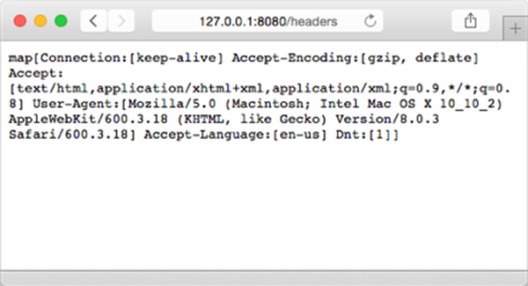 127.0.0.1:8080/headers
map[Connection:[keep-alive] Accept-Encoding:[gzip, deflate]
Accept:
[text/html,application/xhtml+xml,application/xml;q=0.9,*/*;q=0.
8] User-Agent:[Mozilla/5.0 (Macintosh; Intel Mac OS X 10_10_2)
AppleWebKit/600.3.18 (KHTML, like Gecko) Version/8.0.3
Safari/600.3.18] Accept-Language:[en-us] Dnt:[1]]